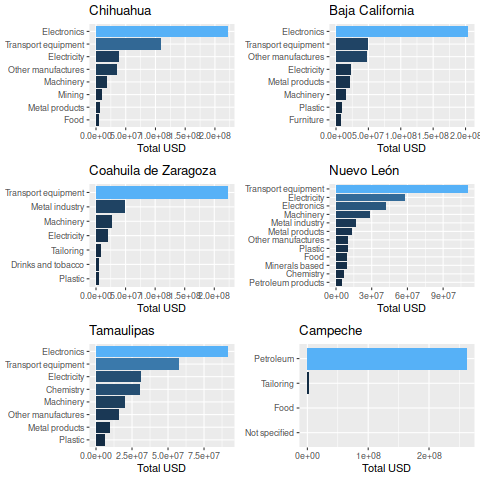 Chihuahua
Electronics
Transport equipment
Electricity
Other manufactures
Machinery
Mining
Metal products
Food
0.0e+00 5.0e+07 1.0e+08 1.5e+08 2.0e+08
Total USD
Baja California
Electronics
Transport equipment
Other manufactures
Electricity
Metal products
Machinery
Plastic
Furniture
0.0e+00 5.0e+07 1.0e+08 1.5e+08 2.0e+08
Total USD
Coahuila de Zaragoza
Transport equipment
Metal industry
Machinery
Electricity
Tailoring
Drinks and tobacco
Plastic
0.0e+00 5.0e+07 1.0e+08 1.5e+08 2.0e+08
Total USD
Nuevo León
Transport equipment
Electricity
Electronics
Machinery
Metal industry
Metal products
Other manufactures
Plastic
Food
Minerals based
Chemistry
Petroleum products
0e+00 3e+07 6e+07 9e+07
Total USD
Tamaulipas
Electronics
Transport equipment
Electricity
Chemistry
Machinery
Other manufactures
Metal products
Plastic
0.0e+00 2.5e+07 5.0e+07 7.5e+07
Total USD
Campeche
Petroleum
Tailoring
Food
Not specified
0e+00 1e+08 2e+08
Total USD